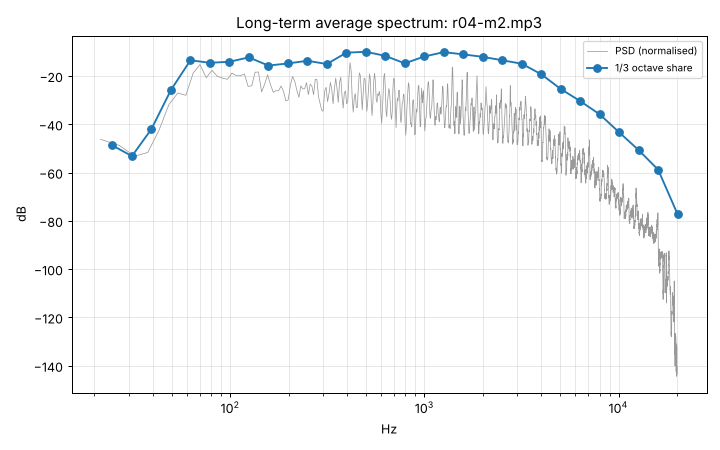 Long-term average spectrum: r04-m2.mp3
PSD (normalised)
1/3 octave share
−20
−40
−60
−80
−100
−120
−140
dB
10²
10³
10⁴
Hz